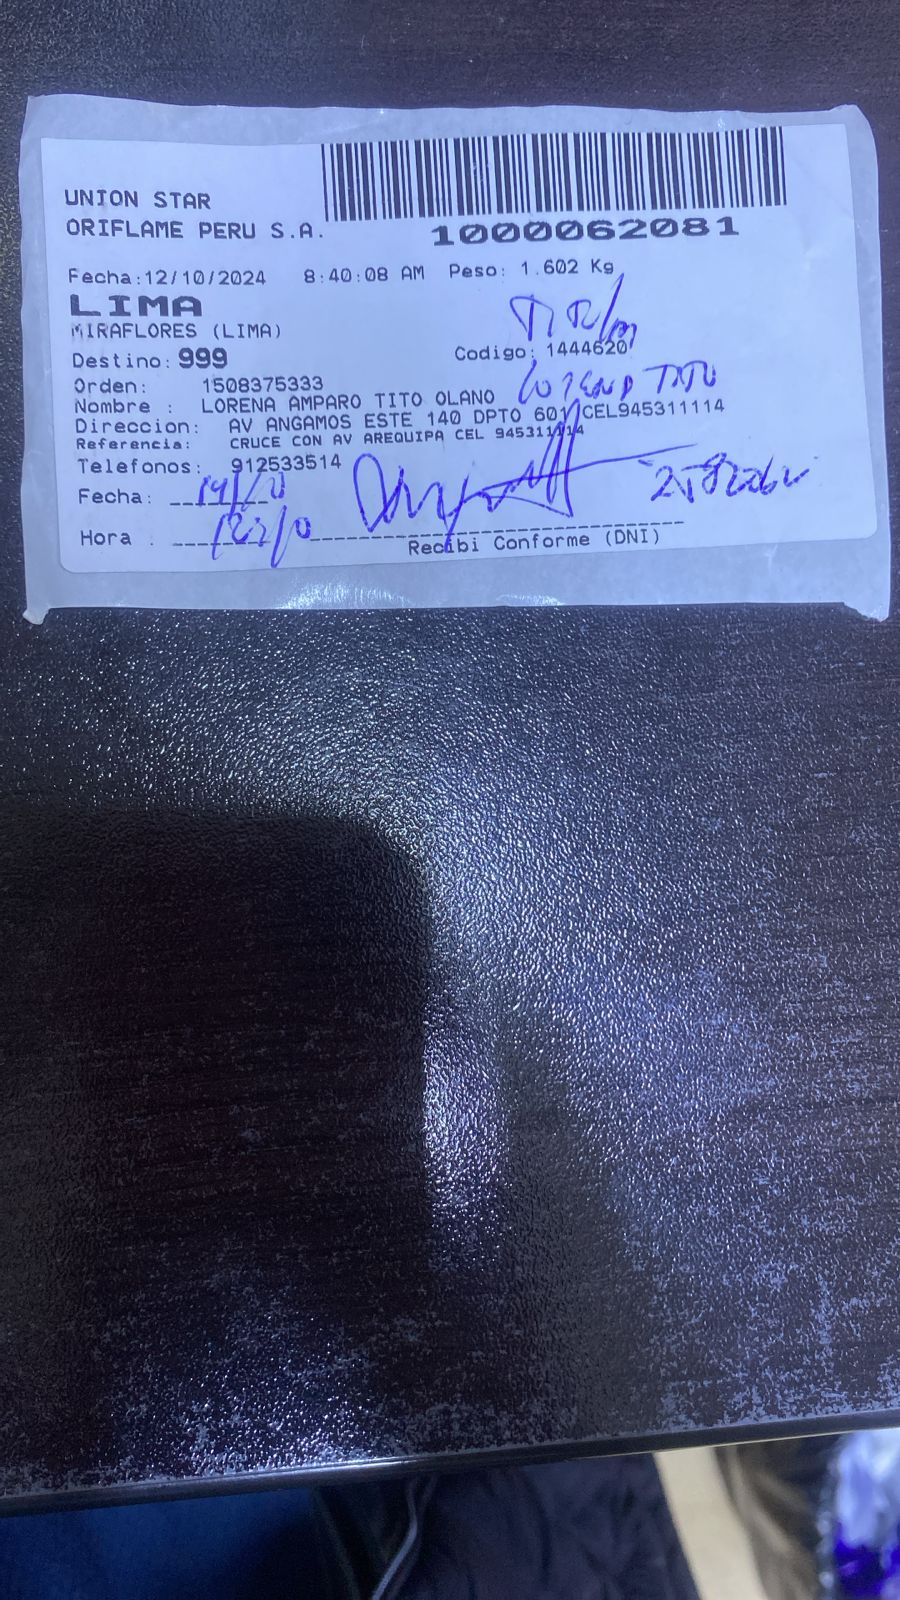 UNION STAR
ORIFLAME PERU S.A.
1000062081
Fecha:12/10/2024 8:40:08 AM Peso: 1.602 Kg
LIMA
MIRAFLORES (LIMA)
Destino: 999 Codigo: 1444620
Orden: 1508375333
Nombre : LORENA AMPARO TITO OLANO Lorena TITO
Direccion: AV ANGAMOS ESTE 140 DPTO 601 CEL945311114
Referencia: CRUCE CON AV AREQUIPA CEL 945311114
Telefonos: 912533514
Fecha:
Hora :
Recibi Conforme (DNI)